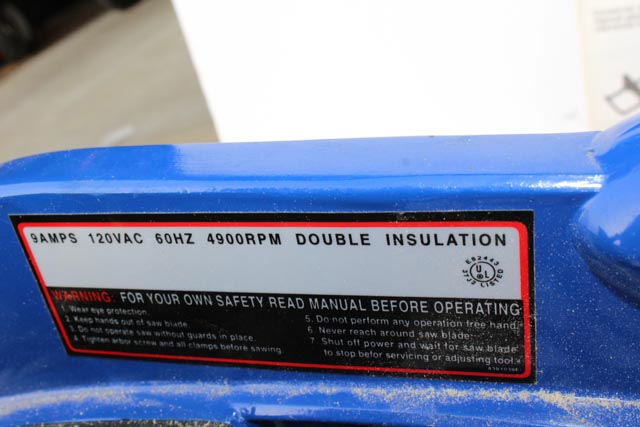 9AMPS 120VAC 60HZ 4900RPM DOUBLE INSULATION
E82443
UL
LISTED
WARNING: FOR YOUR OWN SAFETY READ MANUAL BEFORE OPERATING
1. Wear eye protection.
2. Keep hands out of saw blade.
3. Do not operate saw without guards in place.
4. Tighten arbor screw and all clamps before sawing.
5. Do not perform any operation free hand.
6. Never reach around saw blade.
7. Shut off power and wait for saw blade
to stop befor servicing or adjusting tool.